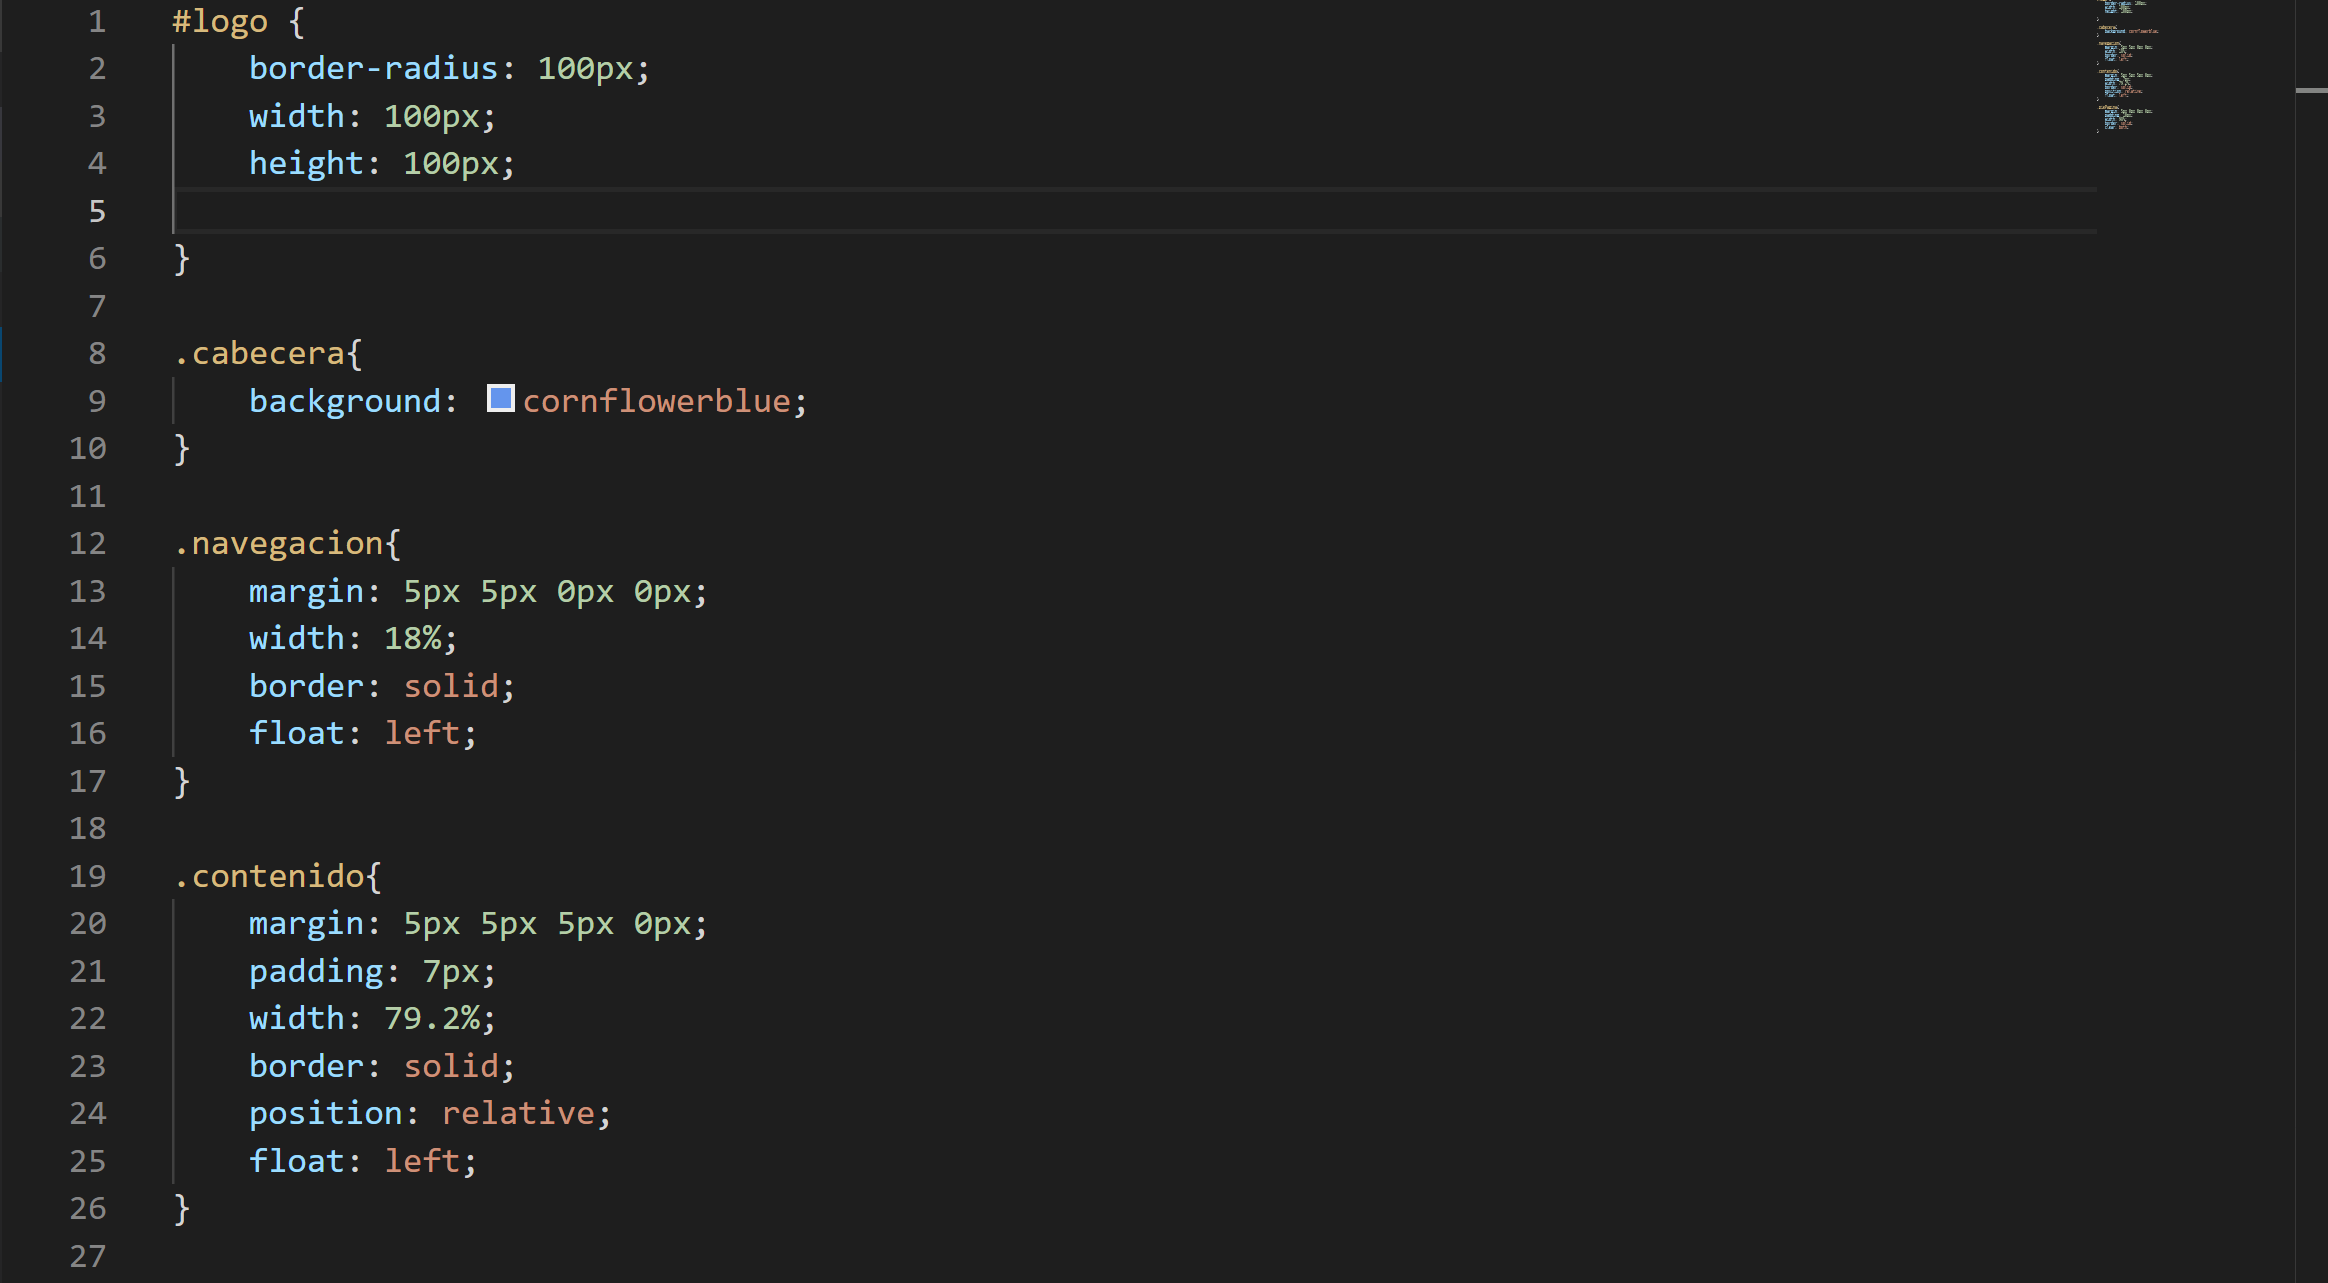 1 #logo {
2 border-radius: 100px;
3 width: 100px;
4 height: 100px;
5
6 }
7
8 .cabecera{
9 background: cornflowerblue;
10 }
11
12 .navegacion{
13 margin: 5px 5px 0px 0px;
14 width: 18%;
15 border: solid;
16 float: left;
17 }
18
19 .contenido{
20 margin: 5px 5px 5px 0px;
21 padding: 7px;
22 width: 79.2%;
23 border: solid;
24 position: relative;
25 float: left;
26 }
27